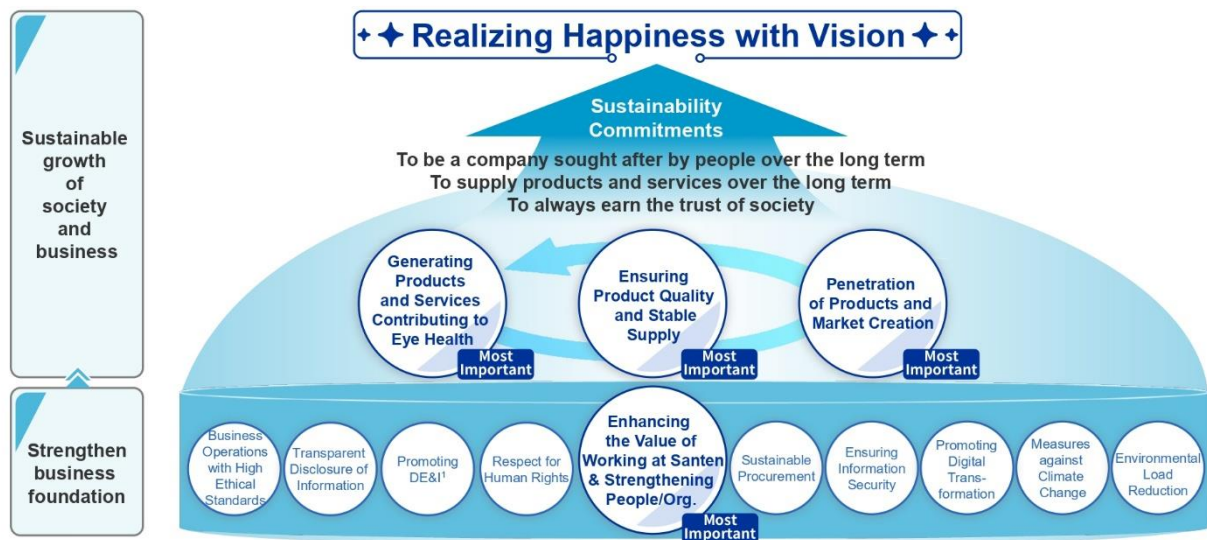 Realizing Happiness with Vision
Sustainable
growth
of
society
and
business
Sustainability
Commitments
To be a company sought after by people over the long term
To supply products and services over the long term
To always earn the trust of society
Generating
Products
and Services
Contributing to
Eye Health
Most
Important
Ensuring
Product Quality
and Stable
Supply
Most
Important
Penetration
of Products and
Market Creation
Most
Important
Strengthen
business
foundation
Business
Operations
with High
Ethical
Standards
Transparent
Disclosure of
Information
Promoting
DE&I¹
Respect for
Human Rights
Enhancing
the Value of
Working at Santen
& Strengthening
People/Org.
Most
Important
Sustainable
Procurement
Ensuring
Information
Security
Promoting
Digital
Trans-
formation
Measures
against
Climate
Change
Environmental
Load
Reduction